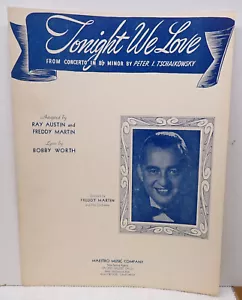 Tonight We Love
FROM CONCERTO IN B♭ MINOR BY PETER I. TSCHAIKOWSKY
Adapted by
RAY AUSTIN and
FREDDY MARTIN
Lyric by
BOBBY WORTH
FREDDY MARTIN
MAESTRO MUSIC COMPANY